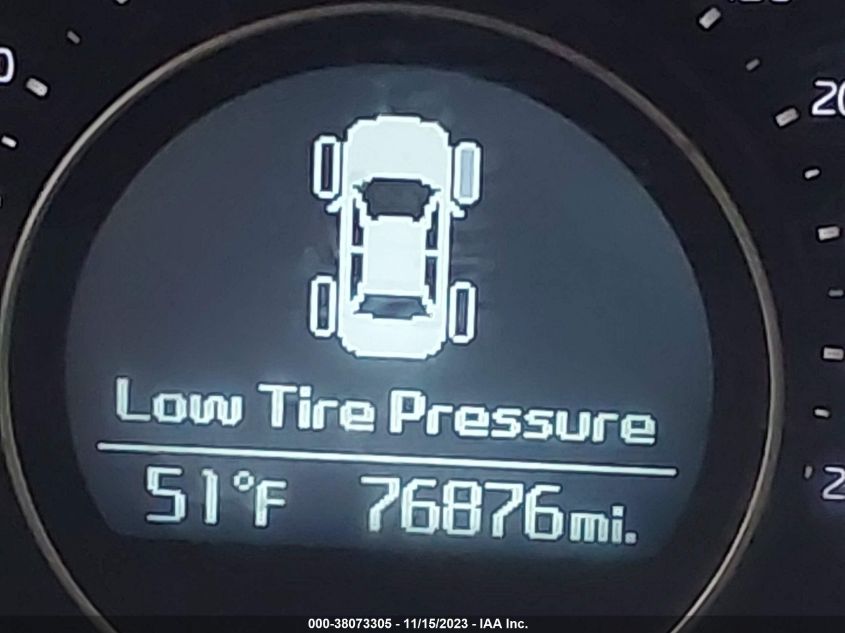 Low Tire Pressure
51°F 76876mi.
000-38073305 - 11/15/2023 - IAA Inc.